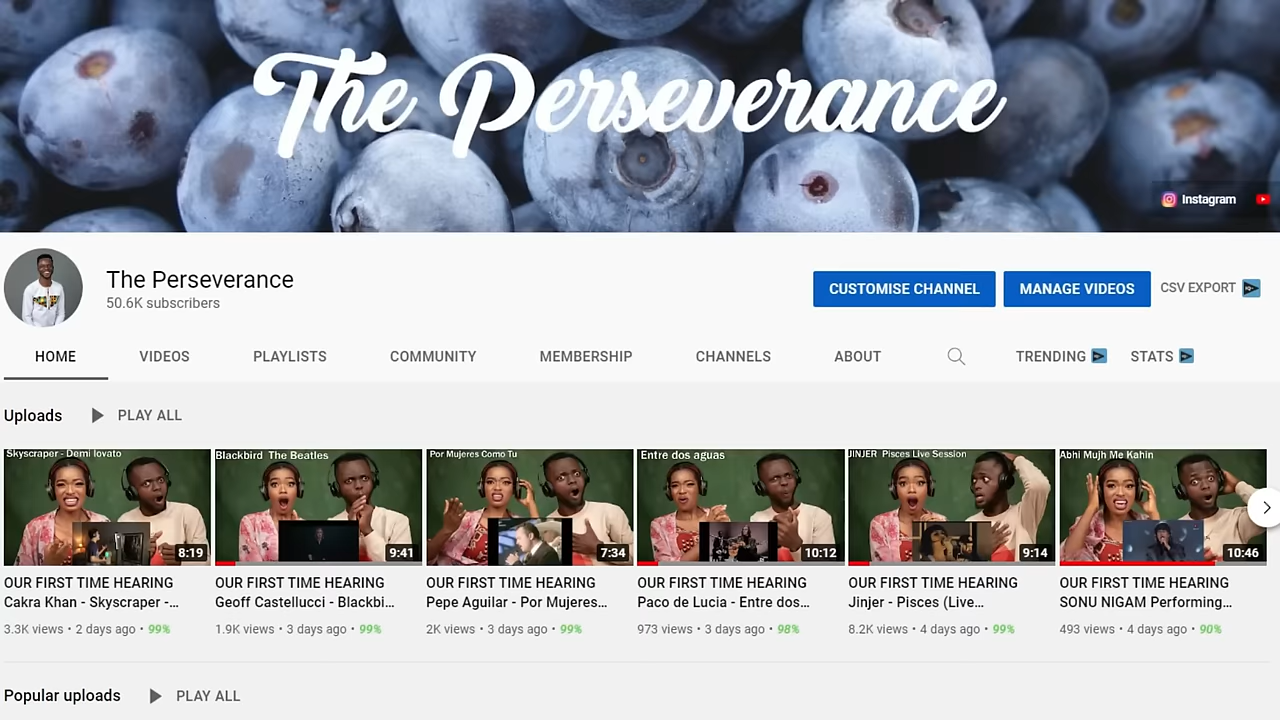 The Perseverance
Instagram
The Perseverance
50.6K subscribers
CUSTOMISE CHANNEL
MANAGE VIDEOS
CSV EXPORT
HOME
VIDEOS
PLAYLISTS
COMMUNITY
MEMBERSHIP
CHANNELS
ABOUT
TRENDING
STATS
Uploads
PLAY ALL
Skyscraper - Demi lovato
8:19
OUR FIRST TIME HEARING
Cakra Khan - Skyscraper -...
3.3K views • 2 days ago • 99%
Blackbird The Beatles
9:41
OUR FIRST TIME HEARING
Geoff Castellucci - Blackbi...
1.9K views • 3 days ago • 99%
Por Mujeres Como Tu
7:34
OUR FIRST TIME HEARING
Pepe Aguilar - Por Mujeres...
2K views • 3 days ago • 99%
Entre dos aguas
10:12
OUR FIRST TIME HEARING
Paco de Lucia - Entre dos...
973 views • 3 days ago • 98%
JINJER Pisces Live Session
9:14
OUR FIRST TIME HEARING
Jinjer - Pisces (Live...
8.2K views • 4 days ago • 99%
Abhi Mujh Me Kahin
10:46
OUR FIRST TIME HEARING
SONU NIGAM Performing...
493 views • 4 days ago • 90%
Popular uploads
PLAY ALL